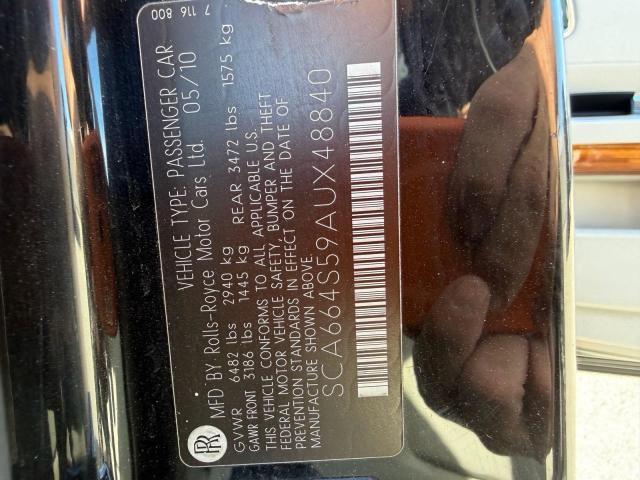 7 116 800
VEHICLE TYPE: PASSENGER CAR
MFD BY Rolls-Royce Motor Cars Ltd. 05/10
GVWR 6482 lbs 2940 kg
GAWR FRONT 3186 lbs 1445 kg REAR 3472 lbs 1575 kg
THIS VEHICLE CONFORMS TO ALL APPLICABLE U.S.
FEDERAL MOTOR VEHICLE SAFETY, BUMPER AND THEFT
PREVENTION STANDARDS IN EFFECT ON THE DATE OF
MANUFACTURE SHOWN ABOVE.
SCA664S59AUX48840
RR